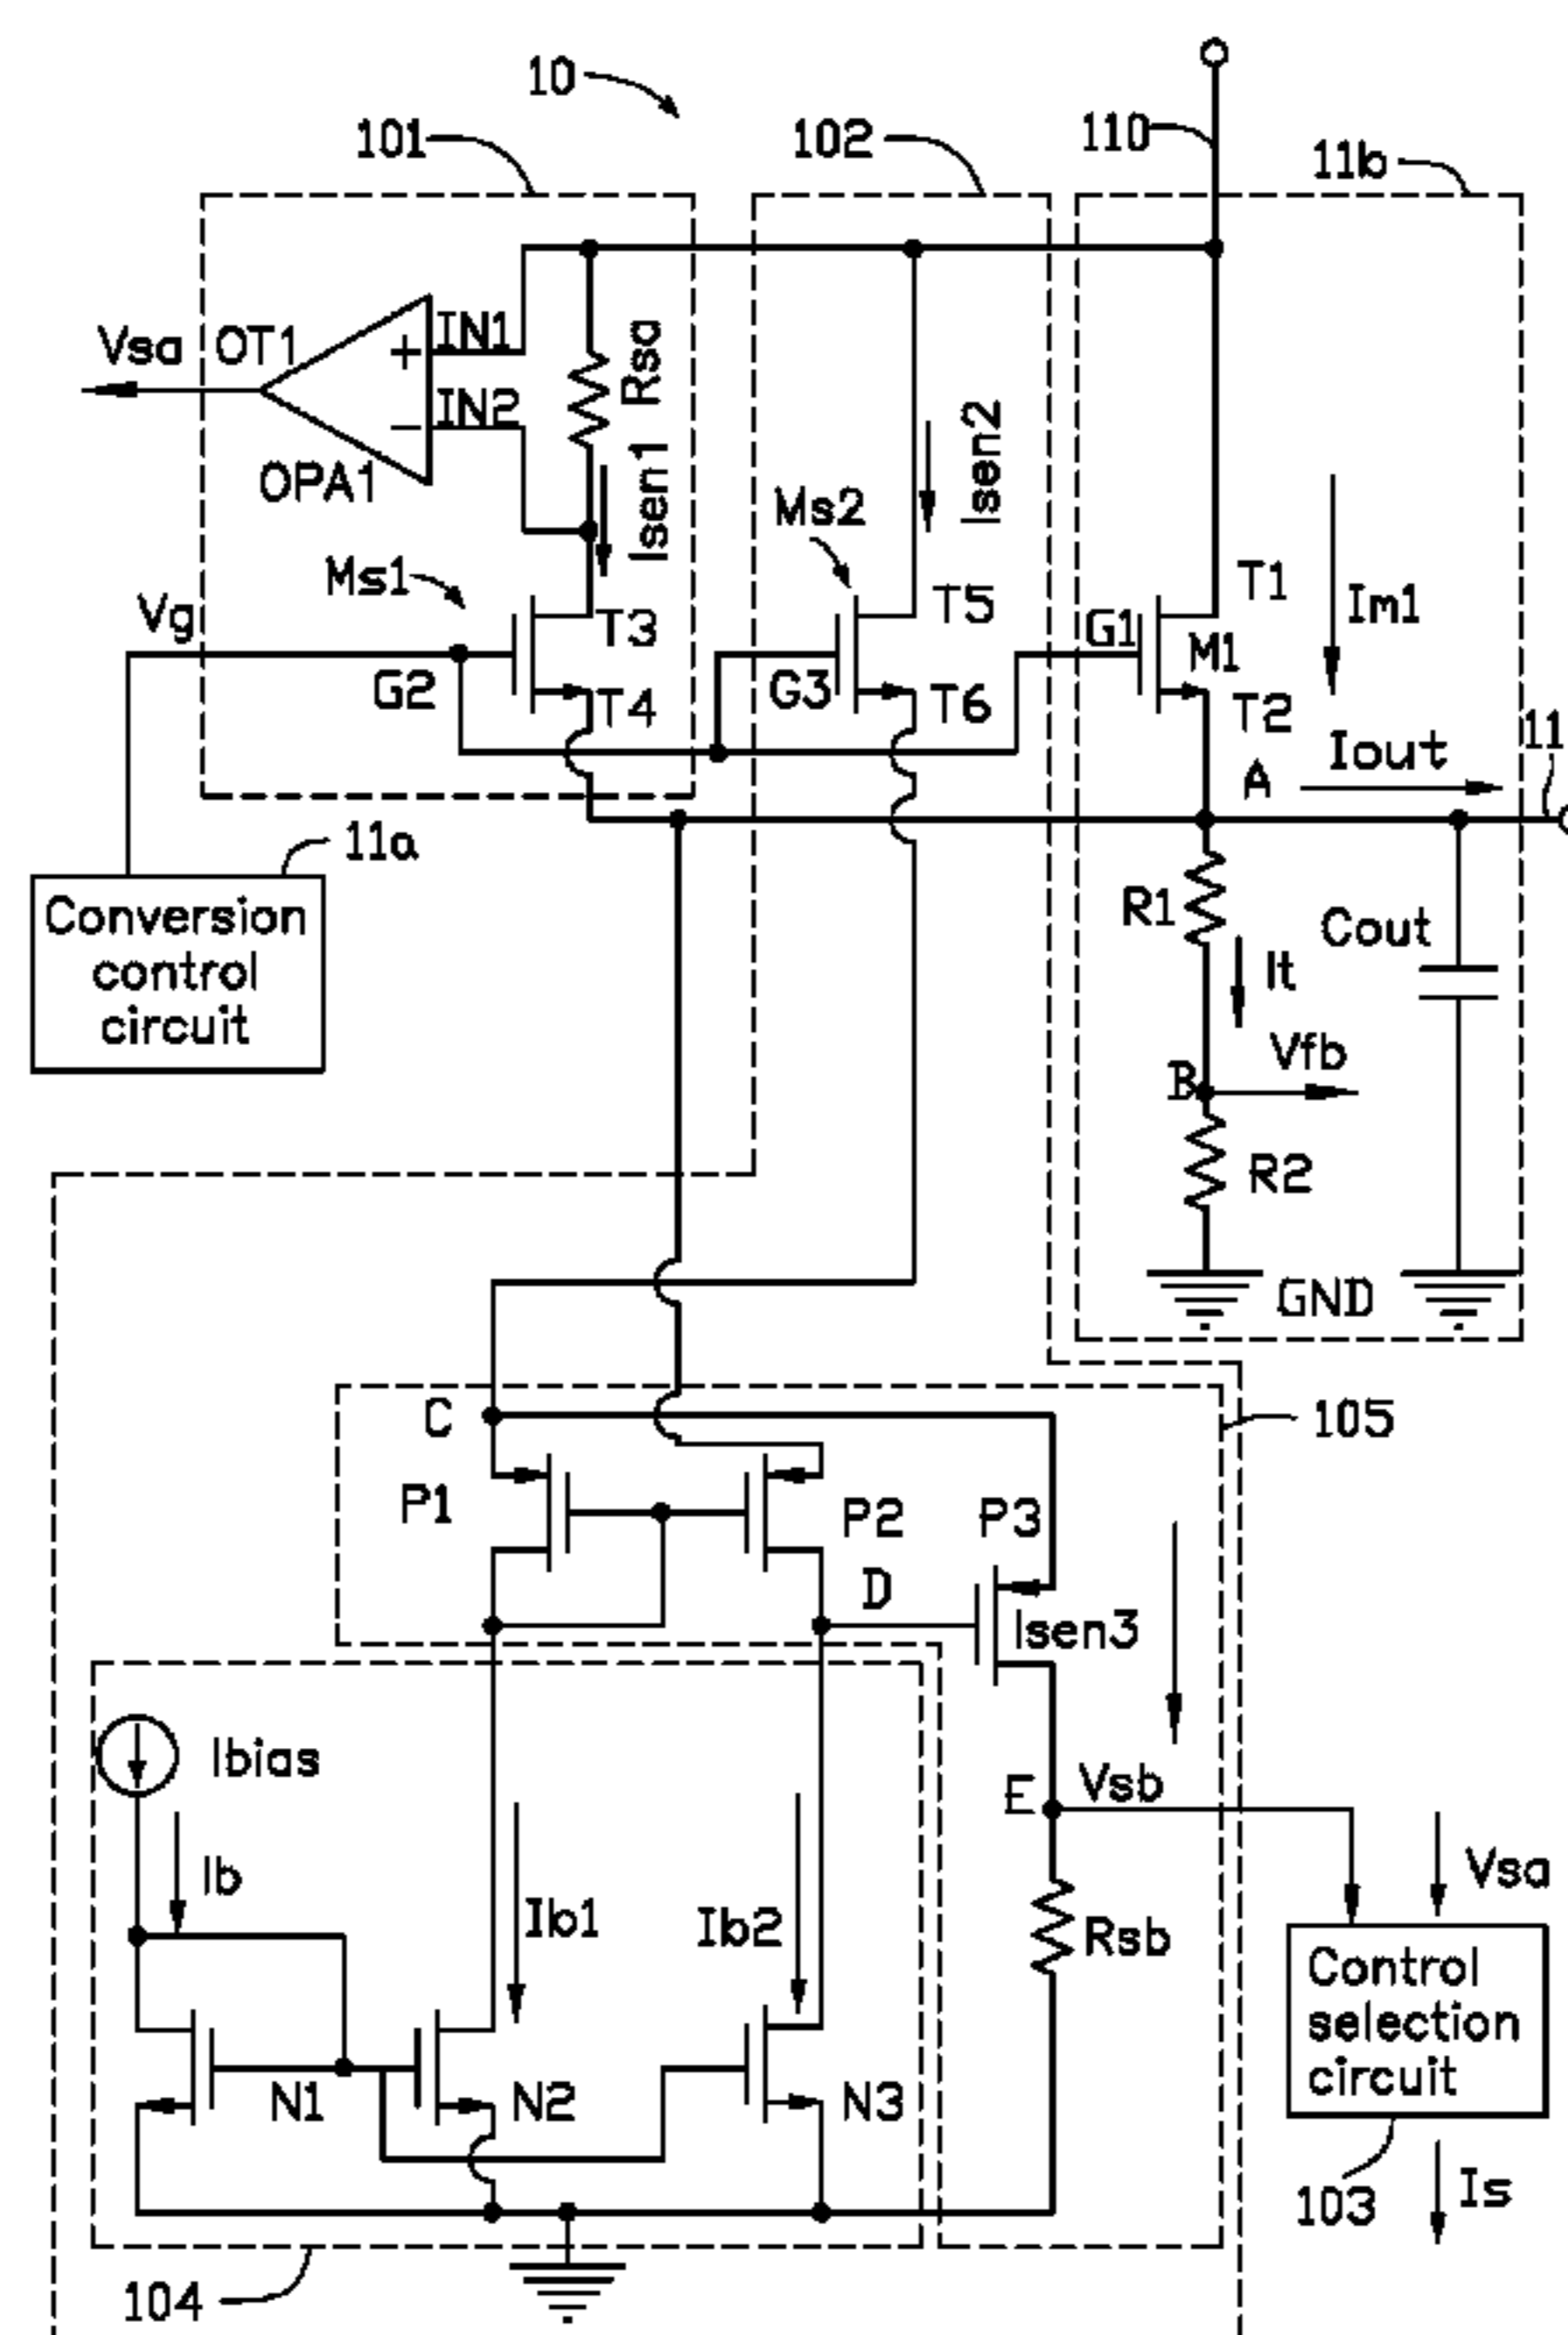 10
101
102
110
11b
Vsa
OT1
IN1
+
IN2
−
OPA1
Rsa
Isen1
Isen2
Ms1
Ms2
Vg
T3
T5
T1
G1
M1
Im1
G2
T4
G3
T6
T2
Iout
11
A
11a
Conversion
control
circuit
R1
Cout
It
Vfb
B
R2
GND
C
105
P1
P2
P3
D
Isen3
Ibias
E
Vsb
Ib
Vsa
Ib1
Ib2
Rsb
Control
selection
circuit
N1
N2
N3
103
Is
104